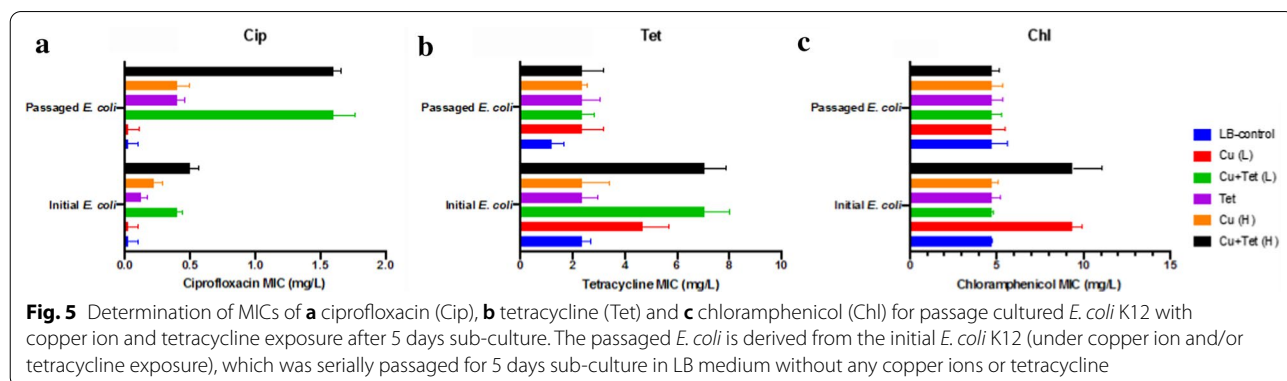 a
Cip
Passaged E. coli
Initial E. coli
0.0 0.5 1.0 1.5 2.0
Ciprofloxacin MIC (mg/L)
b
Tet
Passaged E. coli
Initial E. coli
0 2 4 6 8 10
Tetracycline MIC (mg/L)
c
Chl
Passaged E. coli
Initial E. coli
0 5 10 15
Chloramphenicol MIC (mg/L)
LB-control
Cu (L)
Cu+Tet (L)
Tet
Cu (H)
Cu+Tet (H)
Fig. 5 Determination of MICs of a ciprofloxacin (Cip), b tetracycline (Tet) and c chloramphenicol (Chl) for passage cultured E. coli K12 with
copper ion and tetracycline exposure after 5 days sub-culture. The passaged E. coli is derived from the initial E. coli K12 (under copper ion and/or
tetracycline exposure), which was serially passaged for 5 days sub-culture in LB medium without any copper ions or tetracycline